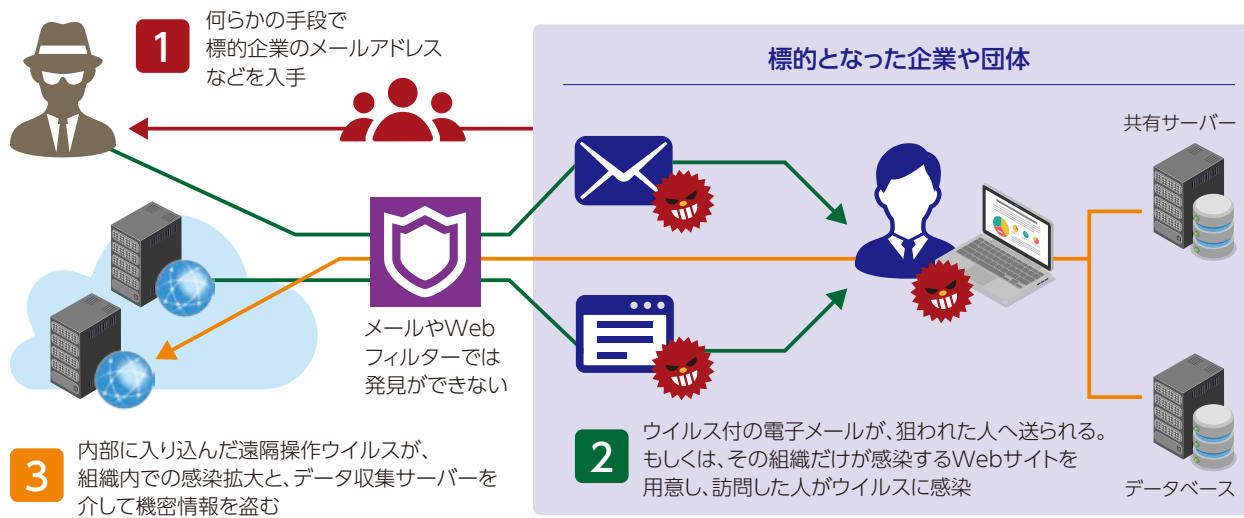 1
何らかの手段で
標的企業のメールアドレス
などを入手
標的となった企業や団体
共有サーバー
メールやWeb
フィルターでは
発見ができない
3
内部に入り込んだ遠隔操作ウイルスが、
組織内での感染拡大と、データ収集サーバーを
介して機密情報を盗む
2
ウイルス付の電子メールが、狙われた人へ送られる。
もしくは、その組織だけが感染するWebサイトを
用意し、訪問した人がウイルスに感染
データベース